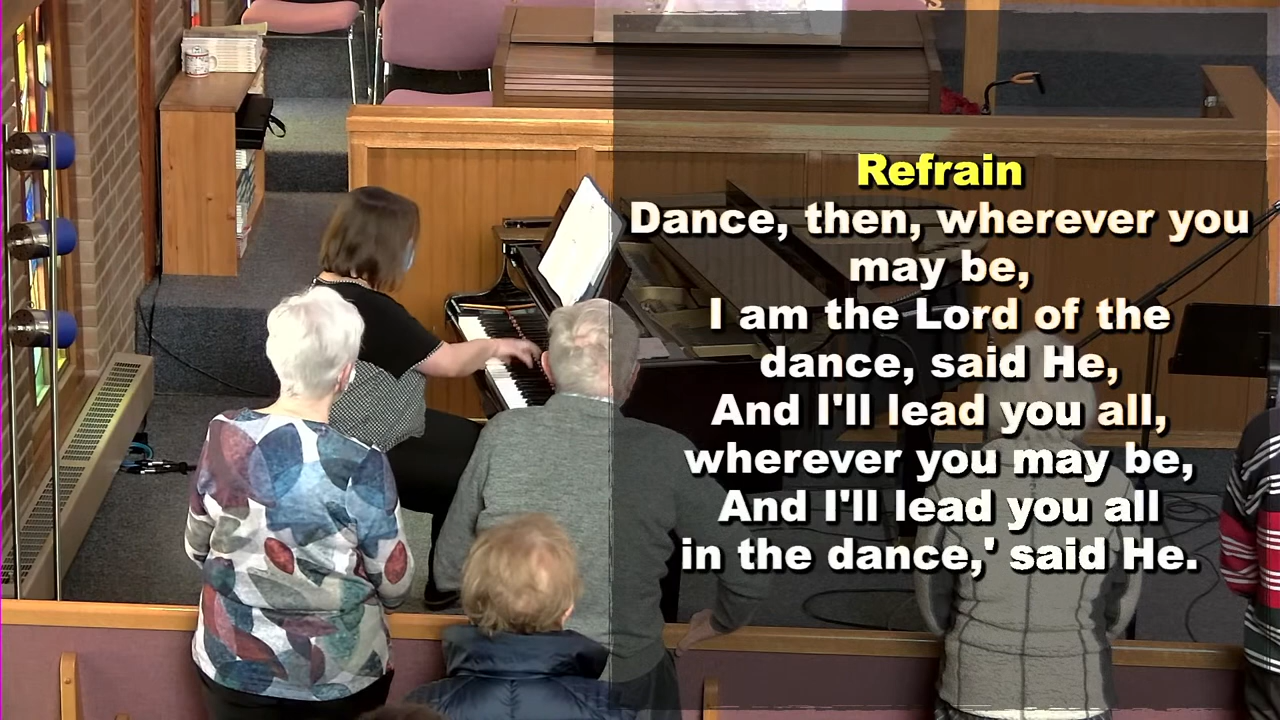 Refrain
Dance, then, wherever you
may be,
I am the Lord of the
dance, said He,
And I'll lead you all,
wherever you may be,
And I'll lead you all
in the dance,' said He.